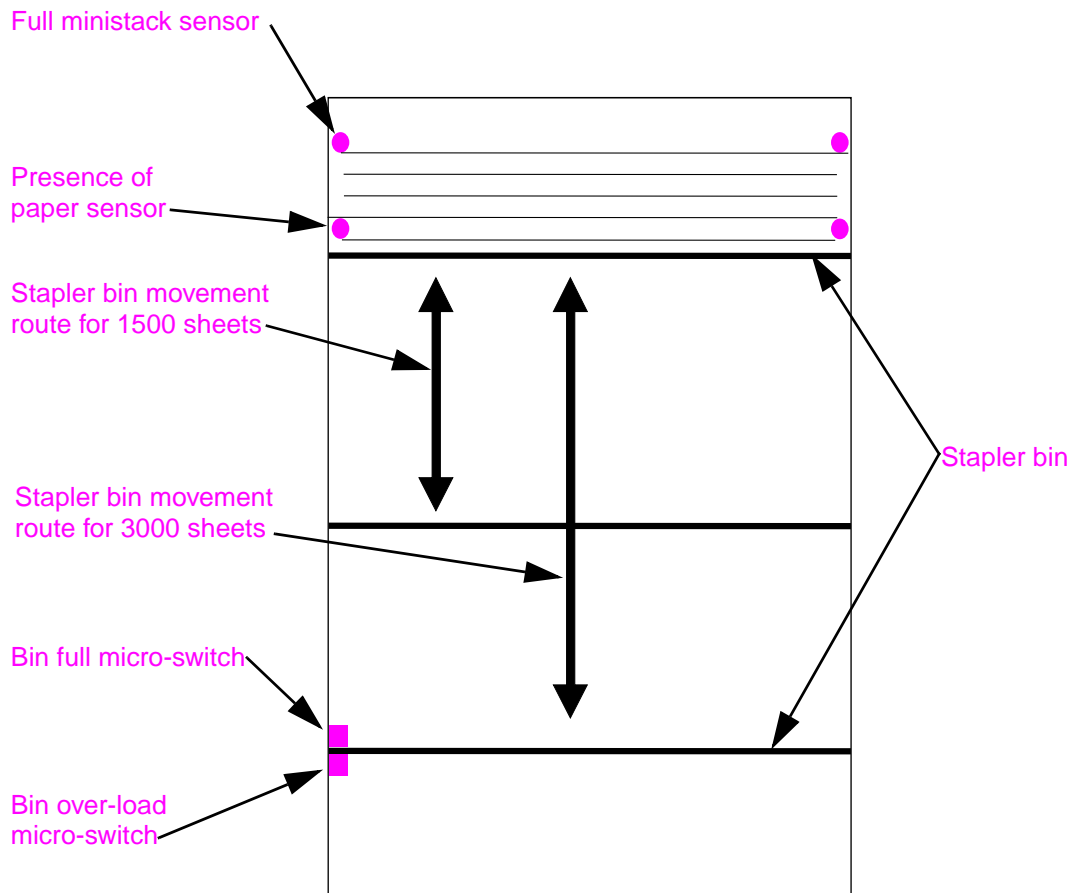 Full ministack sensor
Presence of
paper sensor
Stapler bin movement
route for 1500 sheets
Stapler bin
Stapler bin movement
route for 3000 sheets
Bin full micro-switch
Bin over-load
micro-switch